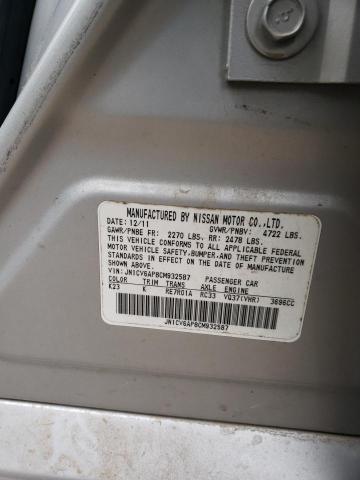 MANUFACTURED BY NISSAN MOTOR CO.,LTD.
DATE: 12/11 GVWR/PNBV: 4722 LBS.
GAWR/PNBE FR: 2270 LBS. RR: 2478 LBS.
THIS VEHICLE CONFORMS TO ALL APPLICABLE FEDERAL
MOTOR VEHICLE SAFETY,BUMPER,AND THEFT PREVENTION
STANDARDS IN EFFECT ON THE DATE OF MANUFACTURE
SHOWN ABOVE.
VIN: JN1CV6AP8CM932587 PASSENGER CAR
COLOR TRIM TRANS AXLE ENGINE
K23 K RE7R01A RC33 VQ37(VHR) 3696CC
JN1CV6AP8CM932587